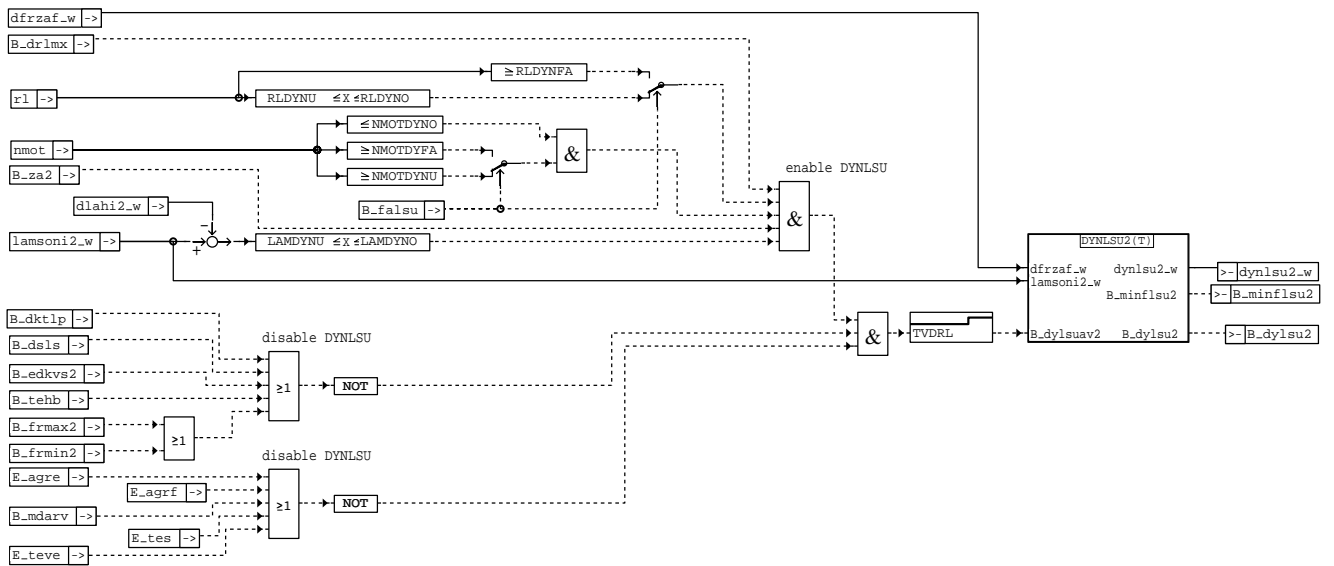 dfrzaf_w ->
B_drlmx ->
≥RLDYNFA
rl ->
RLDYNU ≤X≤RLDYNO
≤NMOTDYNO
nmot ->
≥NMOTDYFA
&
enable DYNLSU
B_za2 ->
≥NMOTDYNU
dlahi2_w ->
B_falsu ->
&
−
lamsoni2_w ->
+
LAMDYNU ≤X≤LAMDYNO
DYNLSU2(T)
dfrzaf_w
dynlsu2_w
>- dynlsu2_w
lamsoni2_w
B_minflsu2
>- B_minflsu2
B_dylsuav2
B_dylsu2
>- B_dylsu2
B_dktlp ->
disable DYNLSU
&
TVDRL
B_dsls ->
B_edkvs2 ->
≥1
NOT
B_tehb ->
B_frmax2 ->
≥1
B_frmin2 ->
disable DYNLSU
E_agre ->
E_agrf ->
≥1
NOT
B_mdarv ->
E_tes ->
E_teve ->